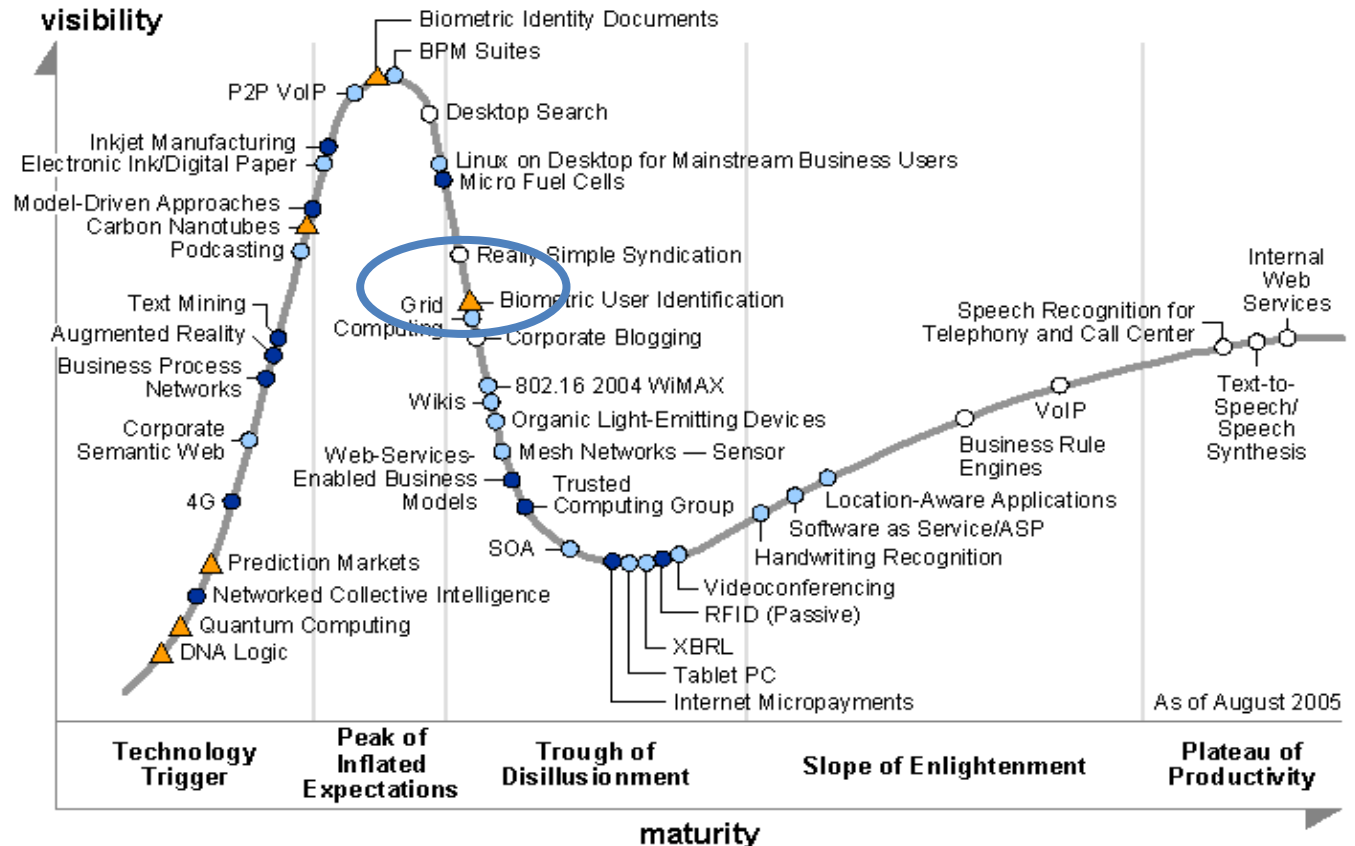 visibility
Biometric Identity Documents
BPM Suites
P2P VoIP
Desktop Search
Inkjet Manufacturing
Electronic Ink/Digital Paper
Linux on Desktop for Mainstream Business Users
Micro Fuel Cells
Model-Driven Approaches
Carbon Nanotubes
Podcasting
Really Simple Syndication
Biometric User Identification
Grid
Computing
Corporate Blogging
Text Mining
Augmented Reality
Business Process
Networks
802.16 2004 WiMAX
Wikis
Organic Light-Emitting Devices
Corporate
Semantic Web
Mesh Networks — Sensor
Web-Services-
Enabled Business
Models
Trusted
Computing Group
4G
SOA
Prediction Markets
Networked Collective Intelligence
Quantum Computing
DNA Logic
Videoconferencing
RFID (Passive)
XBRL
Tablet PC
Internet Micropayments
Handwriting Recognition
Software as Service/ASP
Location-Aware Applications
Business Rule
Engines
VoIP
Speech Recognition for
Telephony and Call Center
Internal
Web
Services
Text-to-
Speech/
Speech
Synthesis
As of August 2005
Technology
Trigger
Peak of
Inflated
Expectations
Trough of
Disillusionment
Slope of Enlightenment
Plateau of
Productivity
maturity